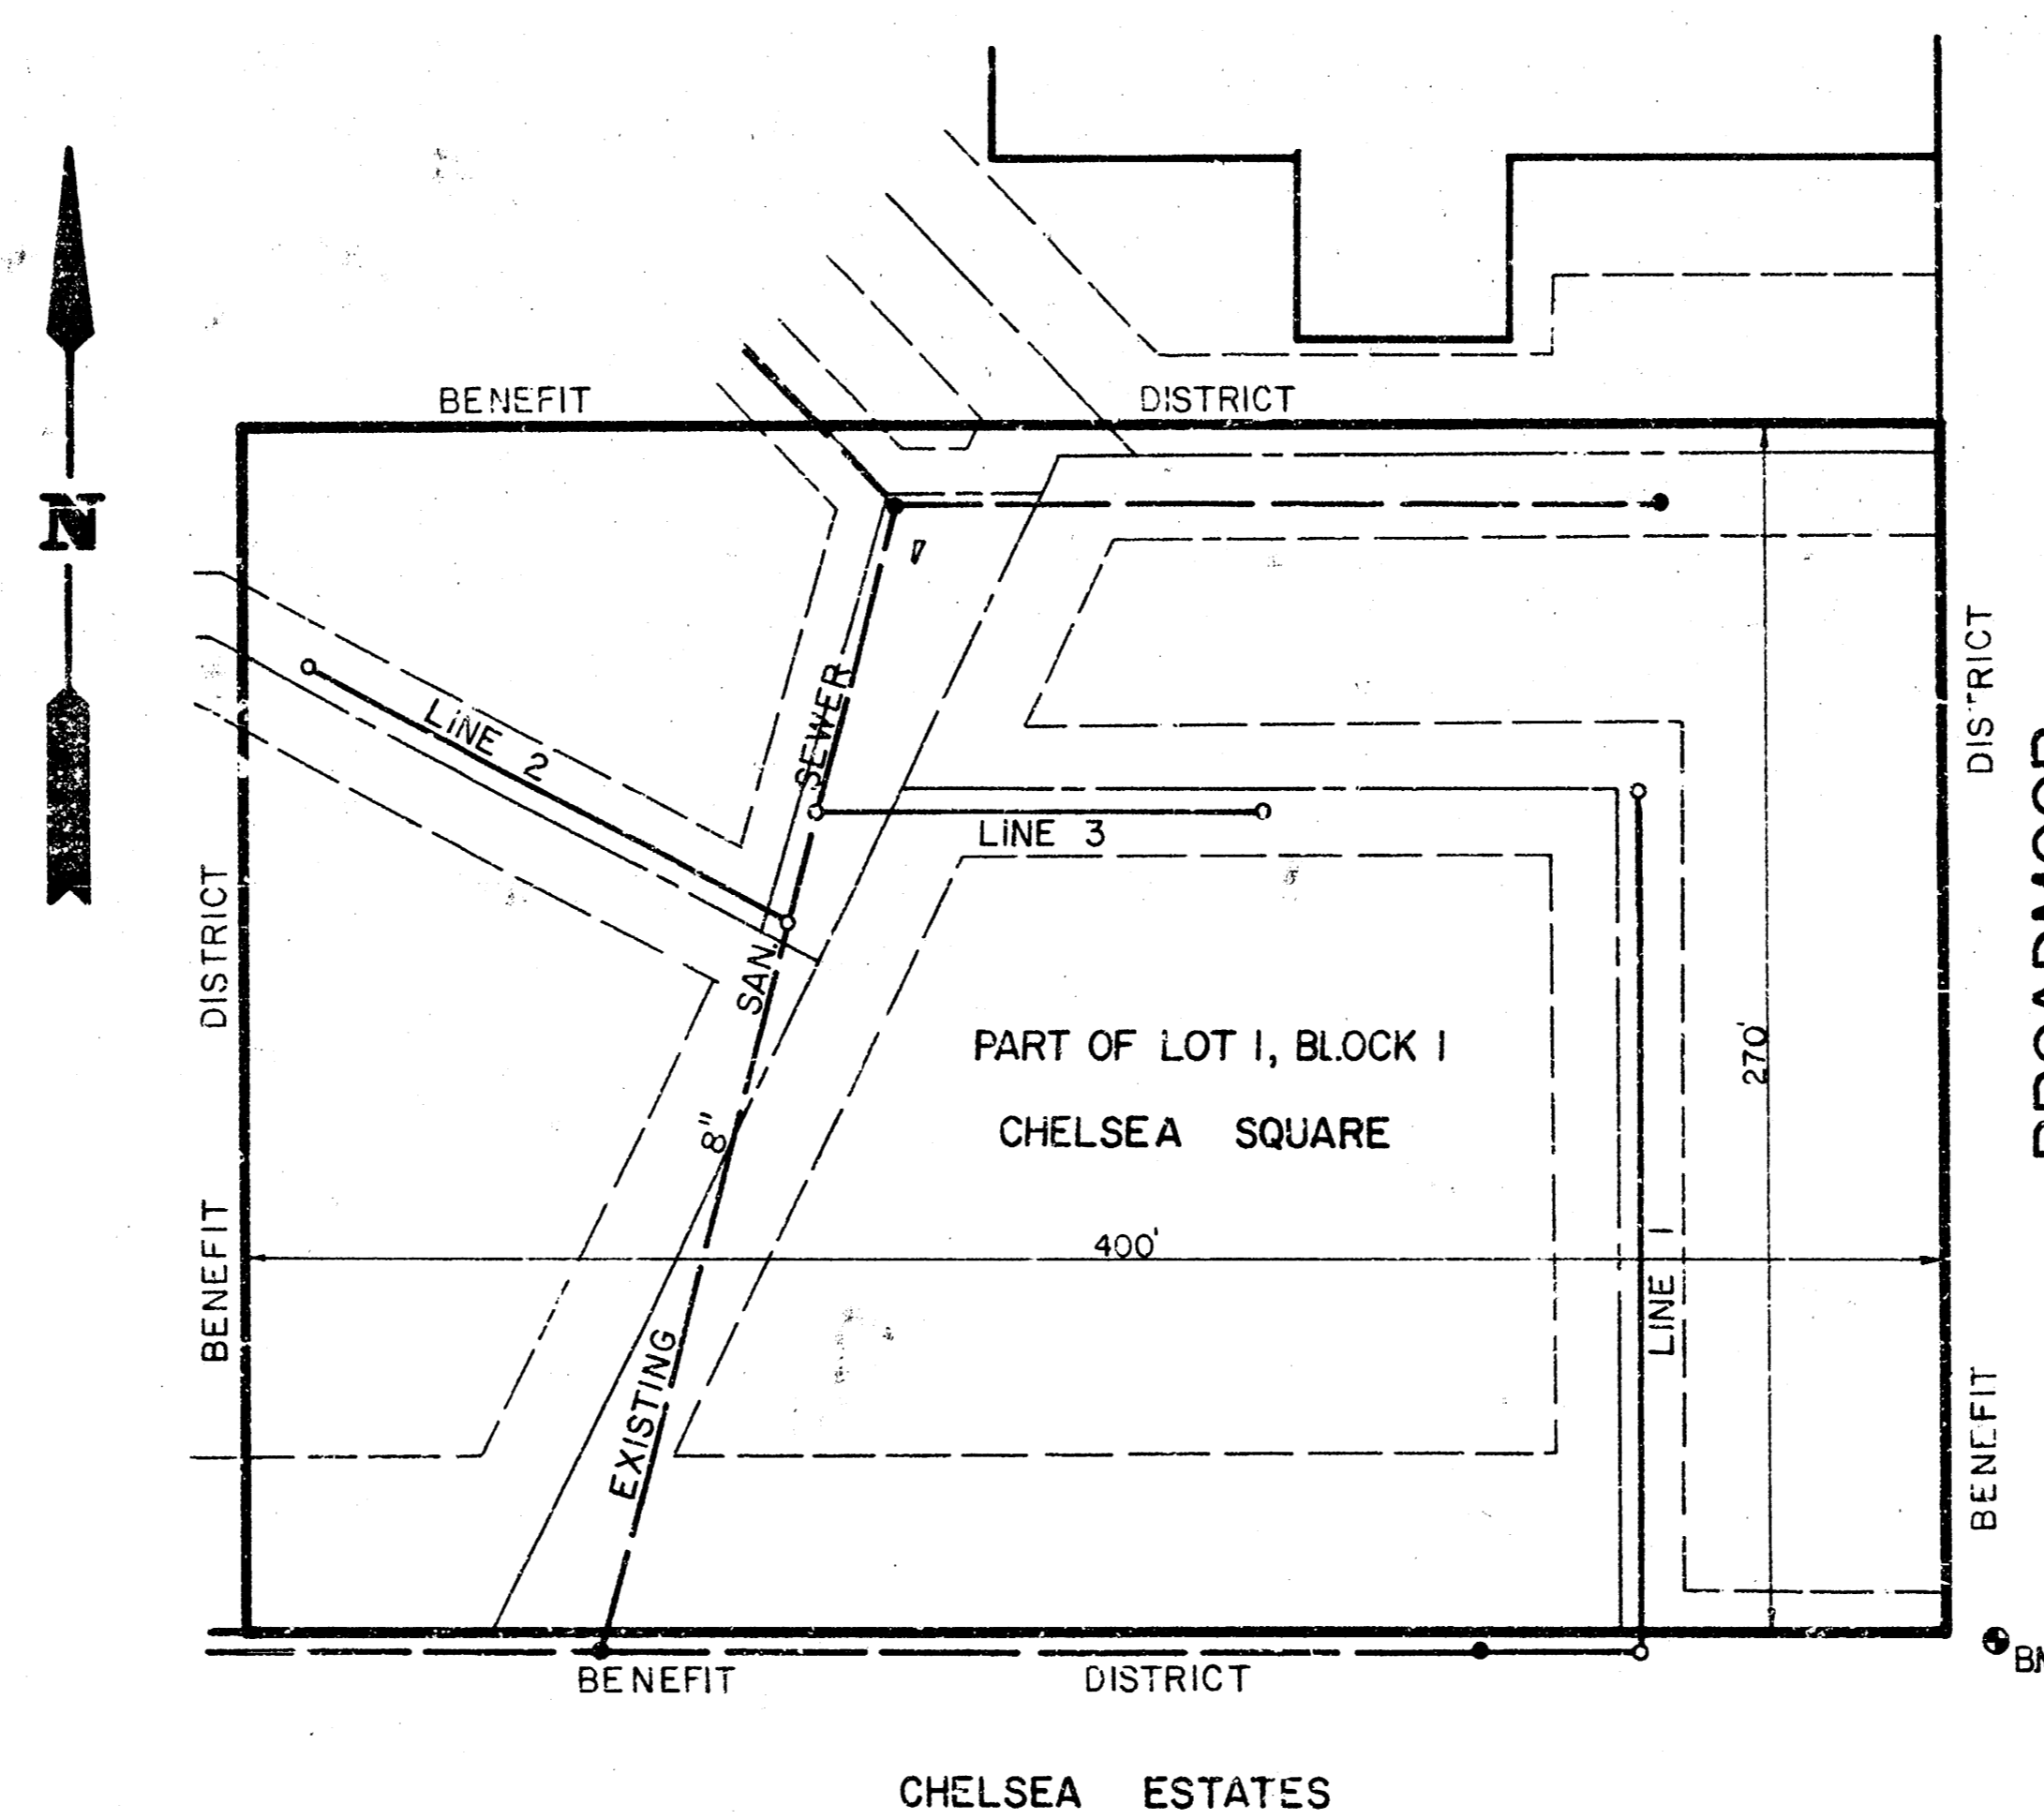 BENEFIT DISTRICT
N
LINE 2
SEWER
LINE 3
DISTRICT
DISTRICT
SAN.
PART OF LOT 1, BLOCK 1
CHELSEA SQUARE
270'
8"
400'
BENEFIT
LINE 1
EXISTING
BENEFIT
BENEFIT DISTRICT
CHELSEA ESTATES